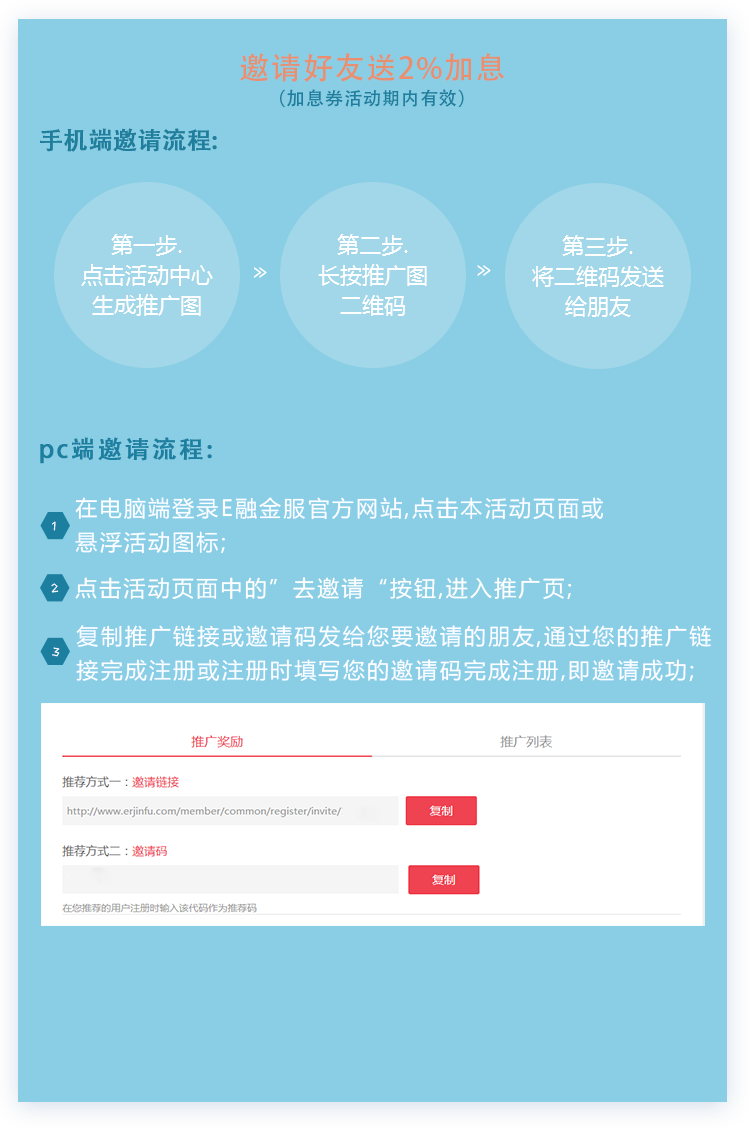 邀请好友送2%加息
(加息券活动期内有效)
手机端邀请流程:
第一步.
点击活动中心
生成推广图
»
第二步.
长按推广图
二维码
»
第三步.
将二维码发送
给朋友
pc端邀请流程:
1
在电脑端登录E融金服官方网站,点击本活动页面或
悬浮活动图标;
2
点击活动页面中的”去邀请“按钮,进入推广页;
3
复制推广链接或邀请码发给您要邀请的朋友,通过您的推广链
接完成注册或注册时填写您的邀请码完成注册,即邀请成功;
推广奖励
推广列表
推荐方式一：邀请链接
http://www.erjinfu.com/member/common/register/invite/
复制
推荐方式二：邀请码
复制
在您推荐的用户注册时输入该代码作为推荐码